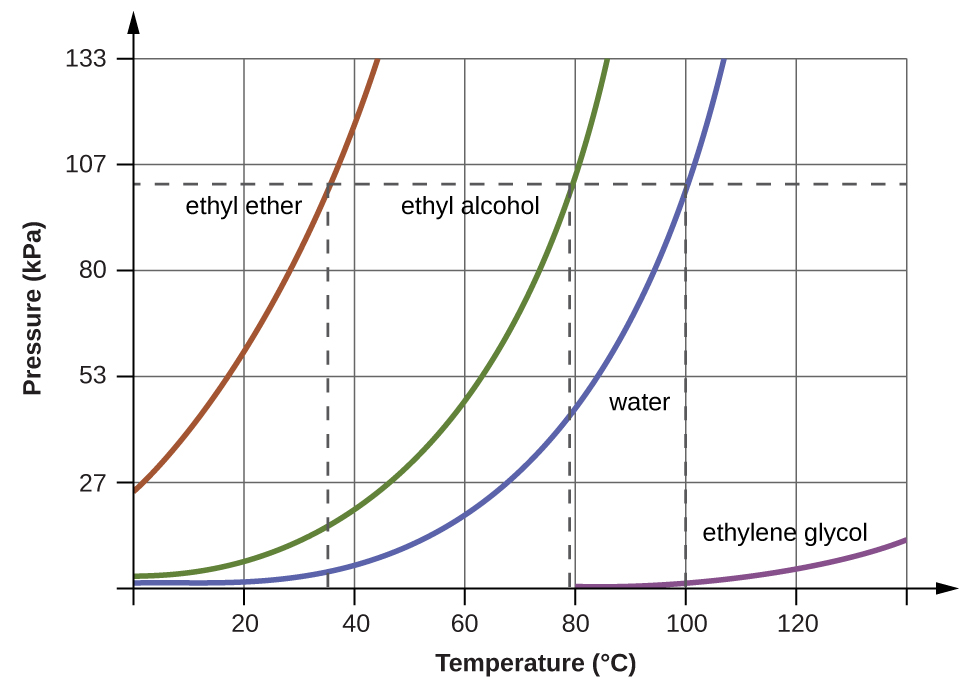 133
107
ethyl ether
ethyl alcohol
80
53
water
27
ethylene glycol
20
40
60
80
100
120
Pressure (kPa)
Temperature (°C)